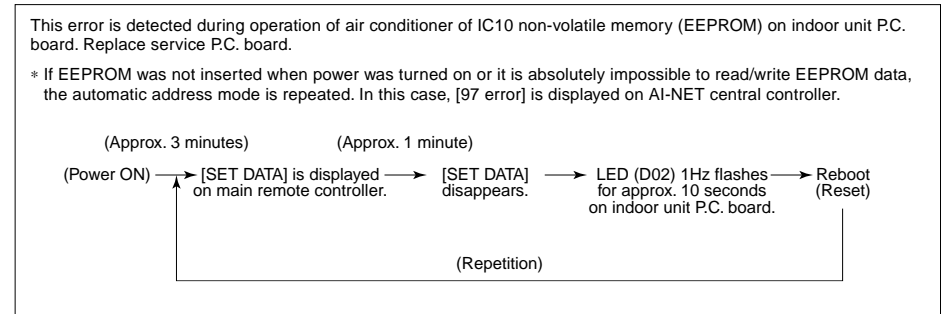 This error is detected during operation of air conditioner of IC10 non-volatile memory (EEPROM) on indoor unit P.C.
board. Replace service P.C. board.
* If EEPROM was not inserted when power was turned on or it is absolutely impossible to read/write EEPROM data,
the automatic address mode is repeated. In this case, [97 error] is displayed on AI-NET central controller.
(Approx. 3 minutes) (Approx. 1 minute)
(Power ON) [SET DATA] is displayed [SET DATA] LED (D02) 1Hz flashes Reboot
on main remote controller. disappears. for approx. 10 seconds (Reset)
on indoor unit P.C. board.
(Repetition)